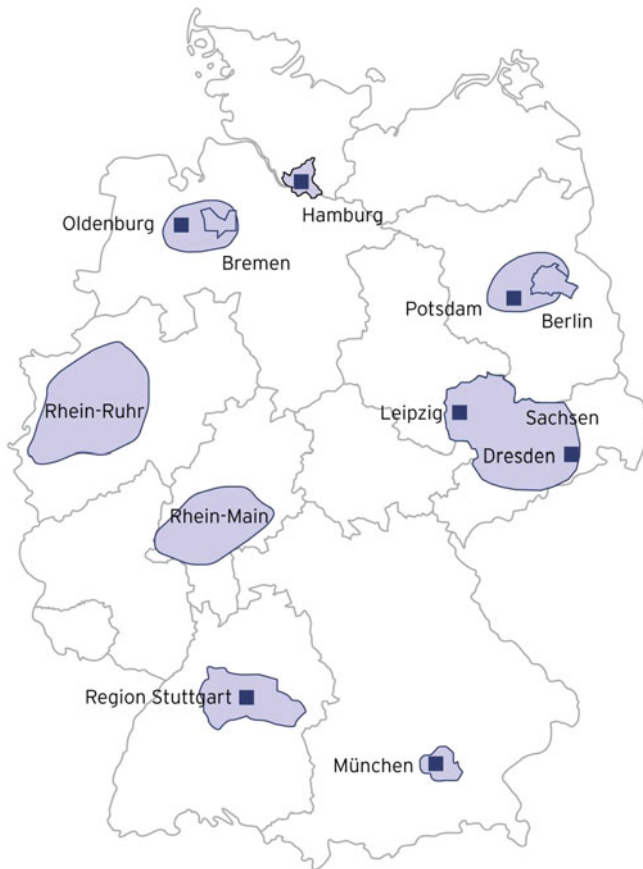 Hamburg
Oldenburg
Bremen
Potsdam
Berlin
Rhein-Ruhr
Leipzig
Sachsen
Dresden
Rhein-Main
Region Stuttgart
München